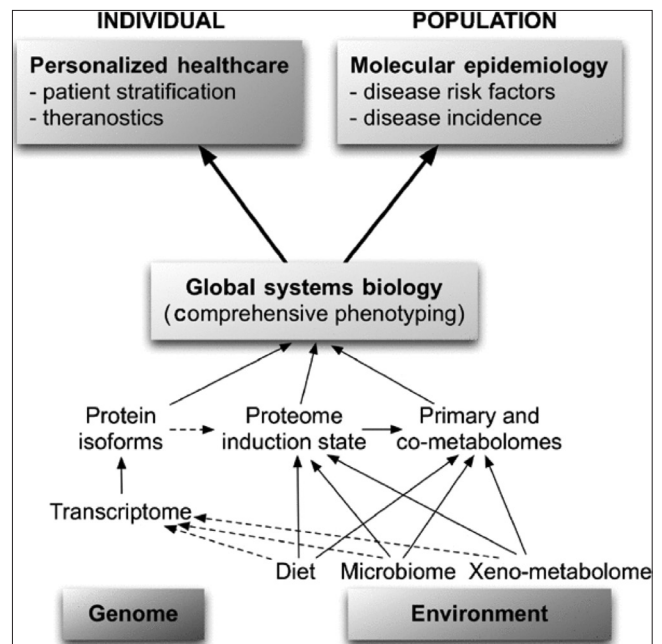 INDIVIDUAL
POPULATION
Personalized healthcare
- patient stratification
- theranostics
Molecular epidemiology
- disease risk factors
- disease incidence
Global systems biology
(comprehensive phenotyping)
Protein
isoforms
Proteome
induction state
Primary and
co-metabolomes
Transcriptome
Diet
Microbiome
Xeno-metabolome
Genome
Environment